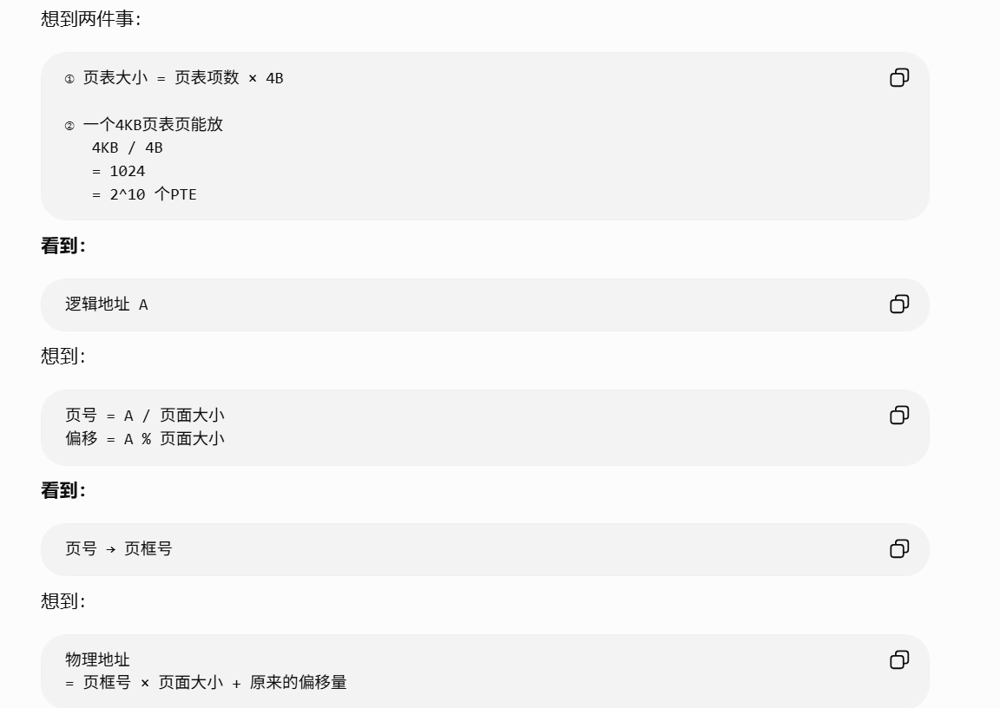 想到两件事：
① 页表大小 = 页表项数 × 4B
② 一个4KB页表页能放
4KB / 4B
= 1024
= 2^10 个PTE
看到：
逻辑地址 A
想到：
页号 = A / 页面大小
偏移 = A % 页面大小
看到：
页号 → 页框号
想到：
物理地址
= 页框号 × 页面大小 + 原来的偏移量